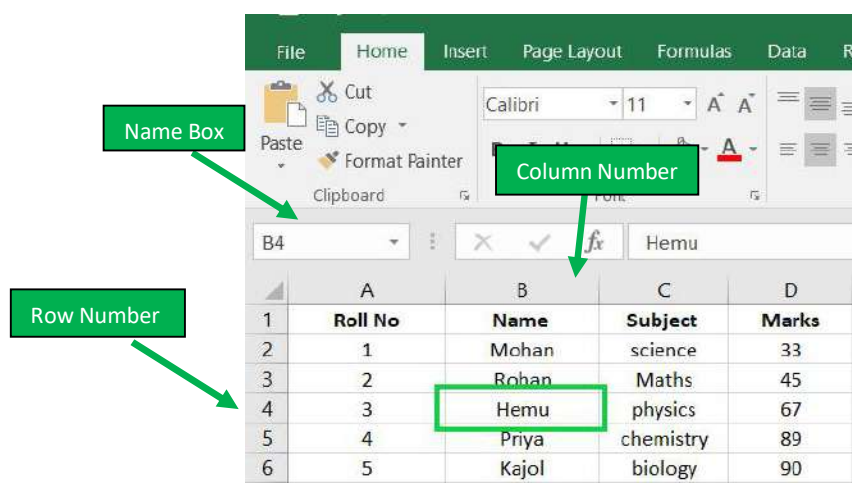 File Home Insert Page Layout Formulas Data
Cut
Calibri 11 A A
Name Box
Copy
Paste
Format Painter
A
Column Number
Clipboard
B4 fx Hemu
A B C D
Row Number
1 Roll No Name Subject Marks
2 1 Mohan science 33
3 2 Rohan Maths 45
4 3 Hemu physics 67
5 4 Priya chemistry 89
6 5 Kajol biology 90